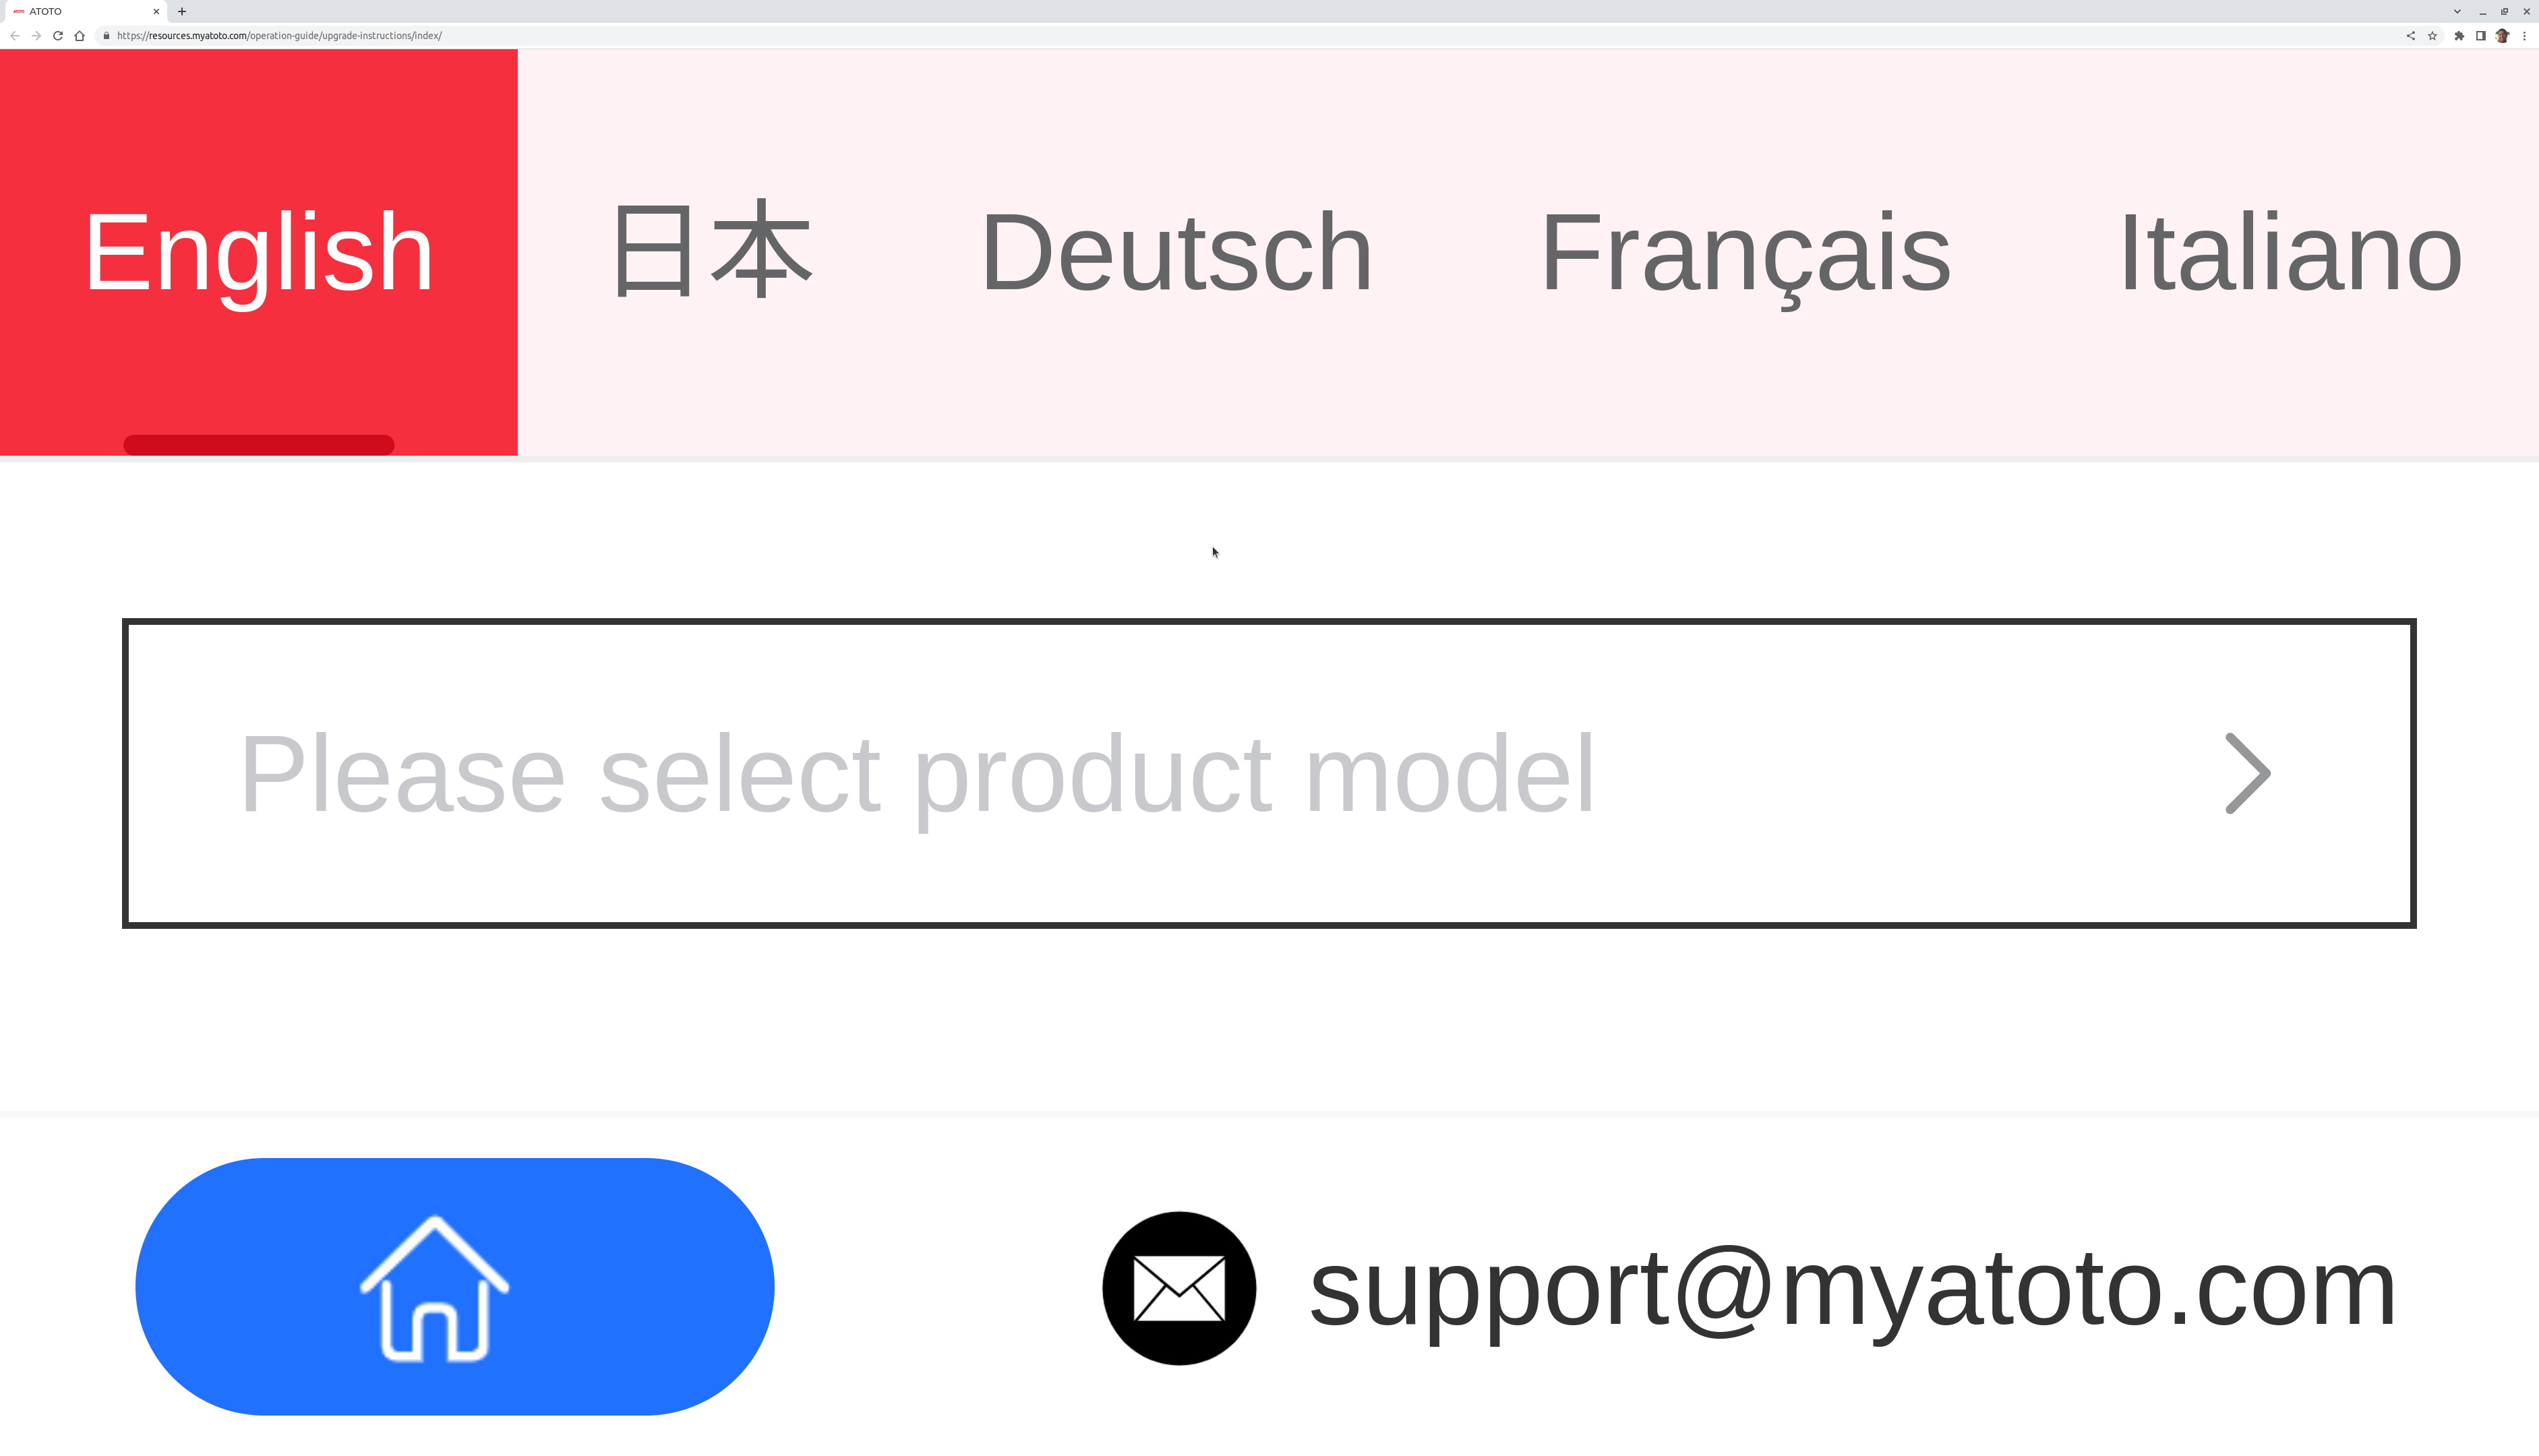 ATOTO
https://resources.myatoto.com/operation-guide/upgrade-instructions/index/
English 日本 Deutsch Français Italiano
Please select product model
support@myatoto.com